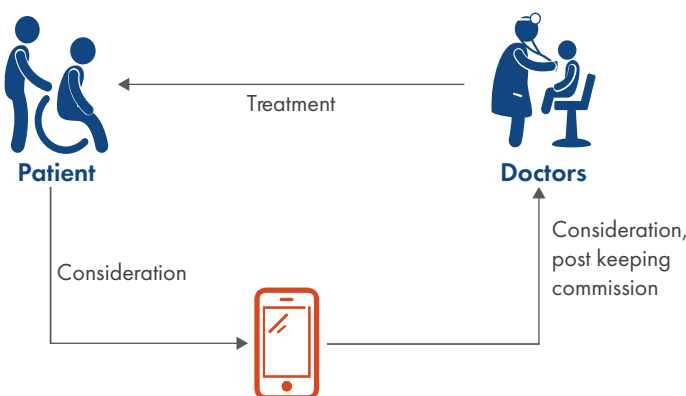 Treatment
Patient
Doctors
Consideration
Consideration,
post keeping
commission